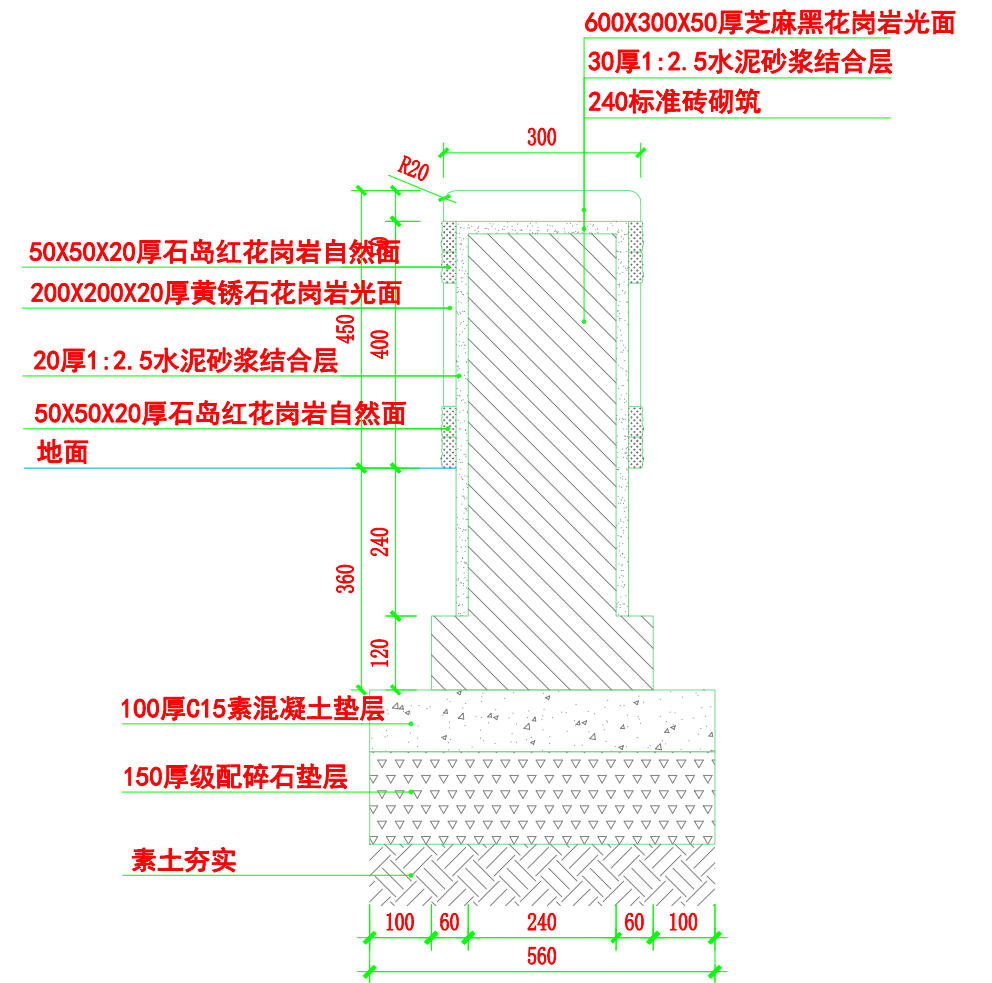 600X300X50厚芝麻黑花岗岩光面
30厚1:2.5水泥砂浆结合层
240标准砖砌筑
300
R20
50X50X20厚石岛红花岗岩自然面
200X200X20厚黄锈石花岗岩光面
450
400
20厚1:2.5水泥砂浆结合层
50X50X20厚石岛红花岗岩自然面
地面
240
360
120
100厚C15素混凝土垫层
150厚级配碎石垫层
素土夯实
100 60 240 60 100
560